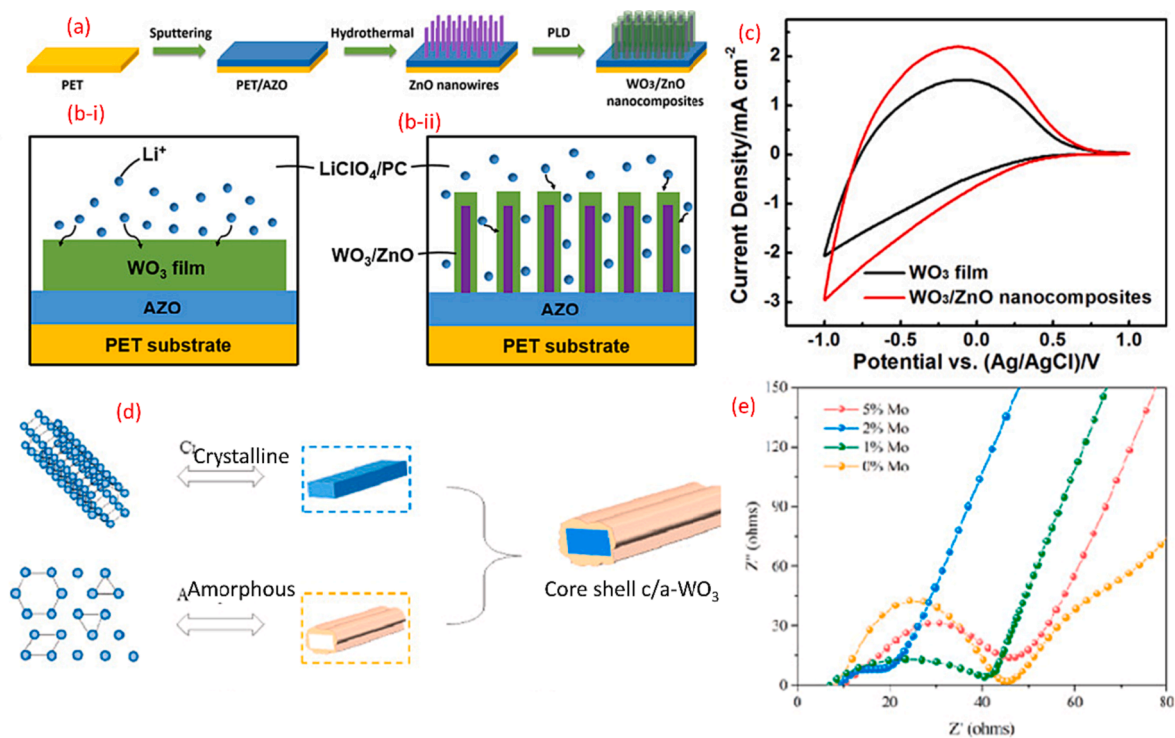 (a)
Sputtering
Hydrothermal
PLD
PET
PET/AZO
ZnO nanowires
WO₃/ZnO
nanocomposites
(b-i)
(b-ii)
Li⁺
LiClO₄/PC
WO₃ film
AZO
PET substrate
WO₃/ZnO
AZO
PET substrate
(c)
Current Density/mA cm⁻²
2
1
0
-1
-2
-3
WO₃ film
WO₃/ZnO nanocomposites
-1.0 -0.5 0.0 0.5 1.0
Potential vs. (Ag/AgCl)/V
(d)
Crystalline
Amorphous
Core shell c/a-WO₃
(e)
5% Mo
2% Mo
1% Mo
0% Mo
Z'' (ohms)
150
120
90
60
30
0
0 20 40 60 80
Z' (ohms)